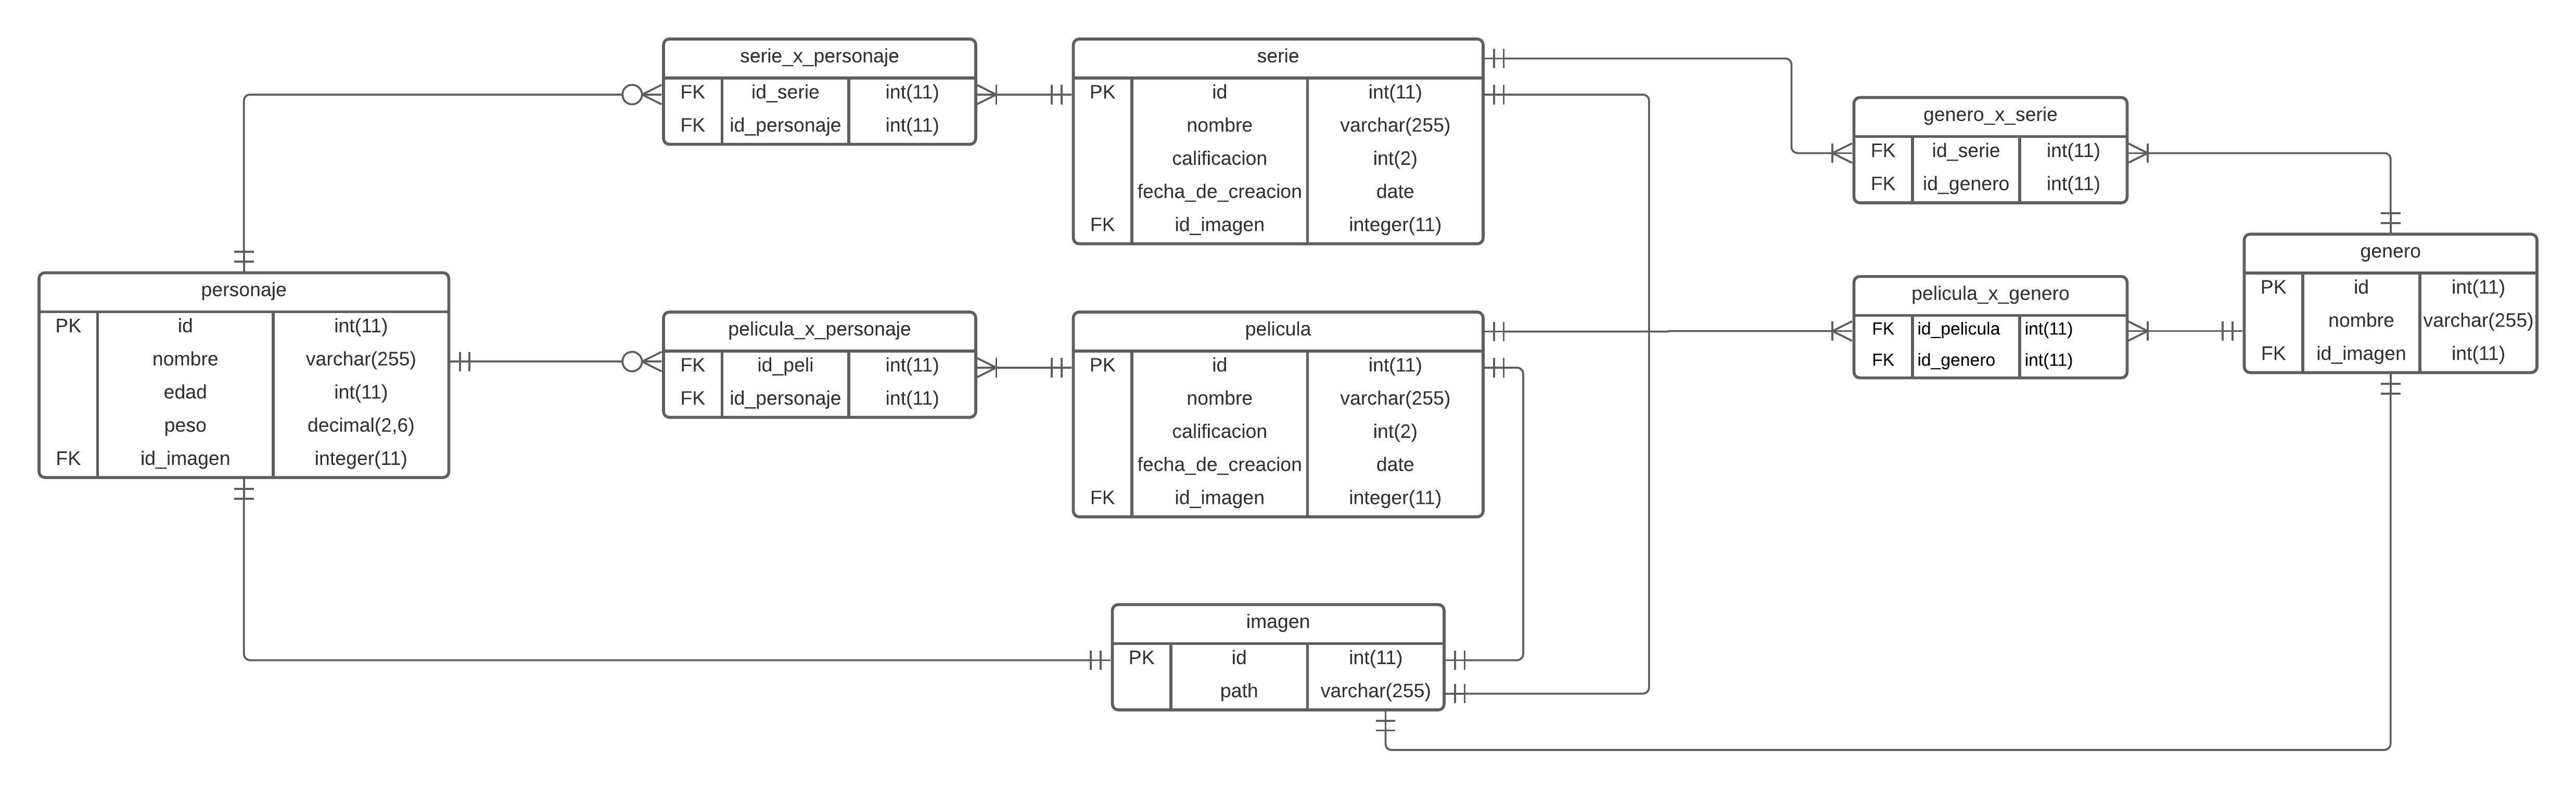 serie_x_personaje
FK id_serie int(11)
FK id_personaje int(11)
serie
PK id int(11)
nombre varchar(255)
calificacion int(2)
fecha_de_creacion date
FK id_imagen integer(11)
genero_x_serie
FK id_serie int(11)
FK id_genero int(11)
genero
PK id int(11)
nombre varchar(255)
FK id_imagen int(11)
personaje
PK id int(11)
nombre varchar(255)
edad int(11)
peso decimal(2,6)
FK id_imagen integer(11)
pelicula_x_personaje
FK id_peli int(11)
FK id_personaje int(11)
pelicula
PK id int(11)
nombre varchar(255)
calificacion int(2)
fecha_de_creacion date
FK id_imagen integer(11)
pelicula_x_genero
FK id_pelicula int(11)
FK id_genero int(11)
imagen
PK id int(11)
path varchar(255)